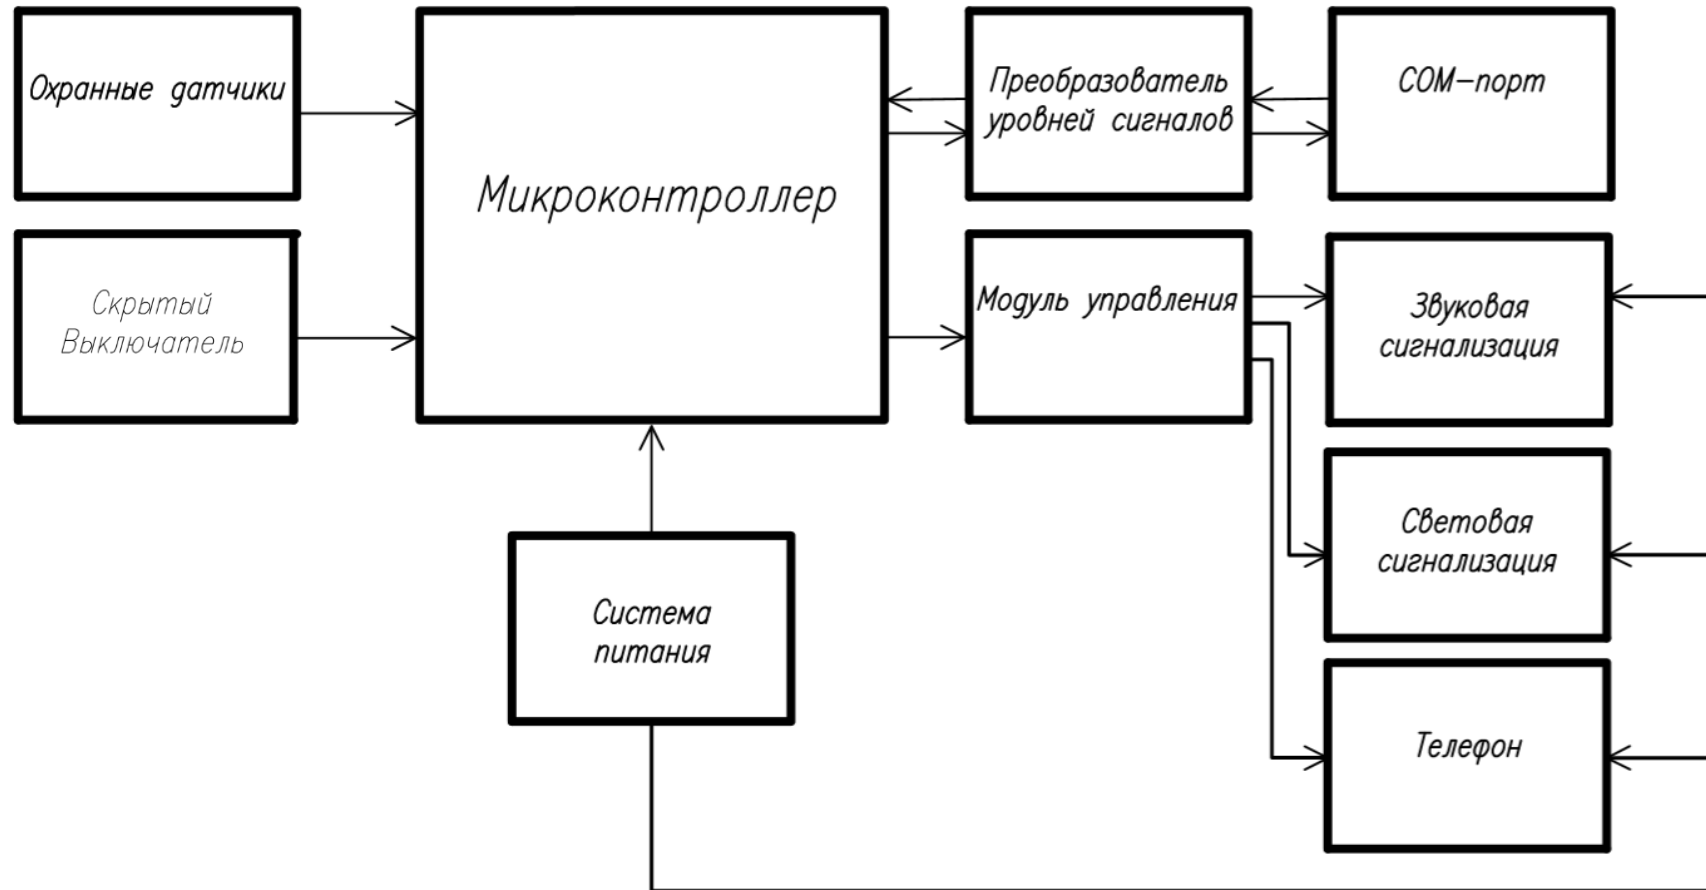 Охранные датчики
Скрытый
Выключатель
Микроконтроллер
Преобразователь
уровней сигналов
COM-порт
Модуль управления
Звуковая
сигнализация
Световая
сигнализация
Система
питания
Телефон